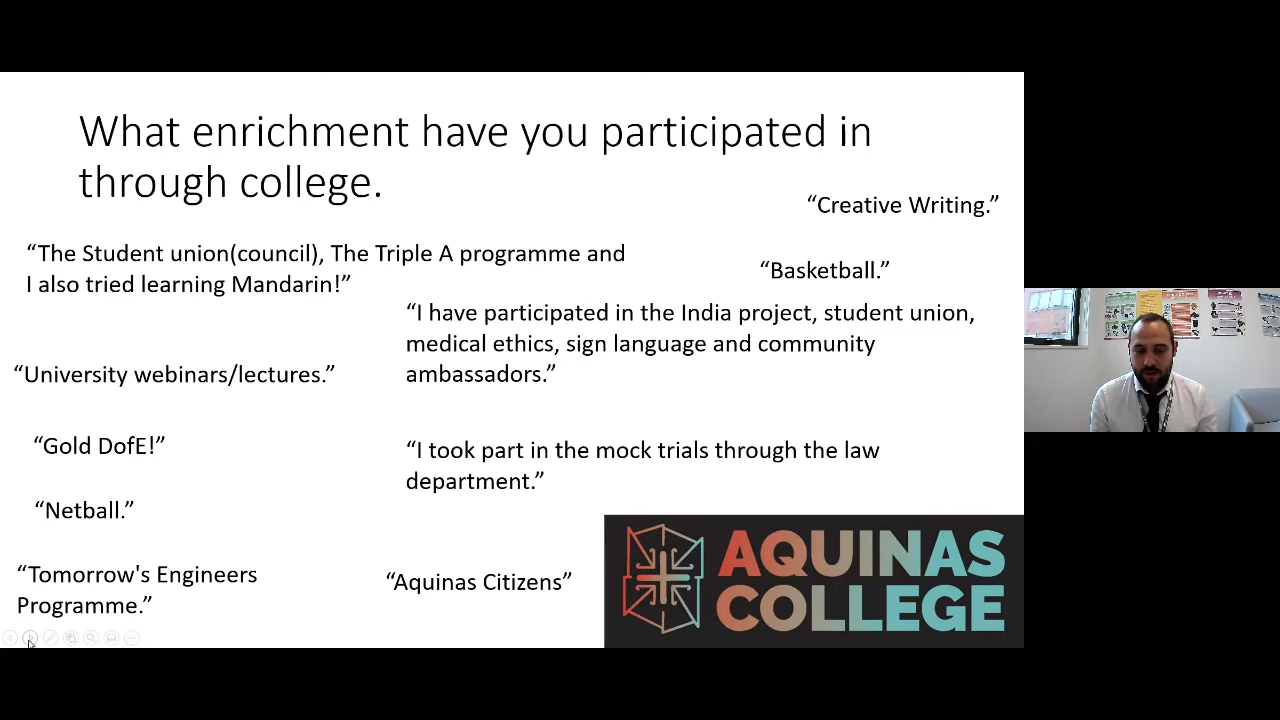 What enrichment have you participated in
through college.
“Creative Writing.”
“The Student union(council), The Triple A programme and
I also tried learning Mandarin!”
“Basketball.”
“I have participated in the India project, student union,
medical ethics, sign language and community
ambassadors.”
“University webinars/lectures.”
“Gold DofE!”
“I took part in the mock trials through the law
department.”
“Netball.”
“Tomorrow's Engineers
Programme.”
“Aquinas Citizens”
AQUINAS
COLLEGE